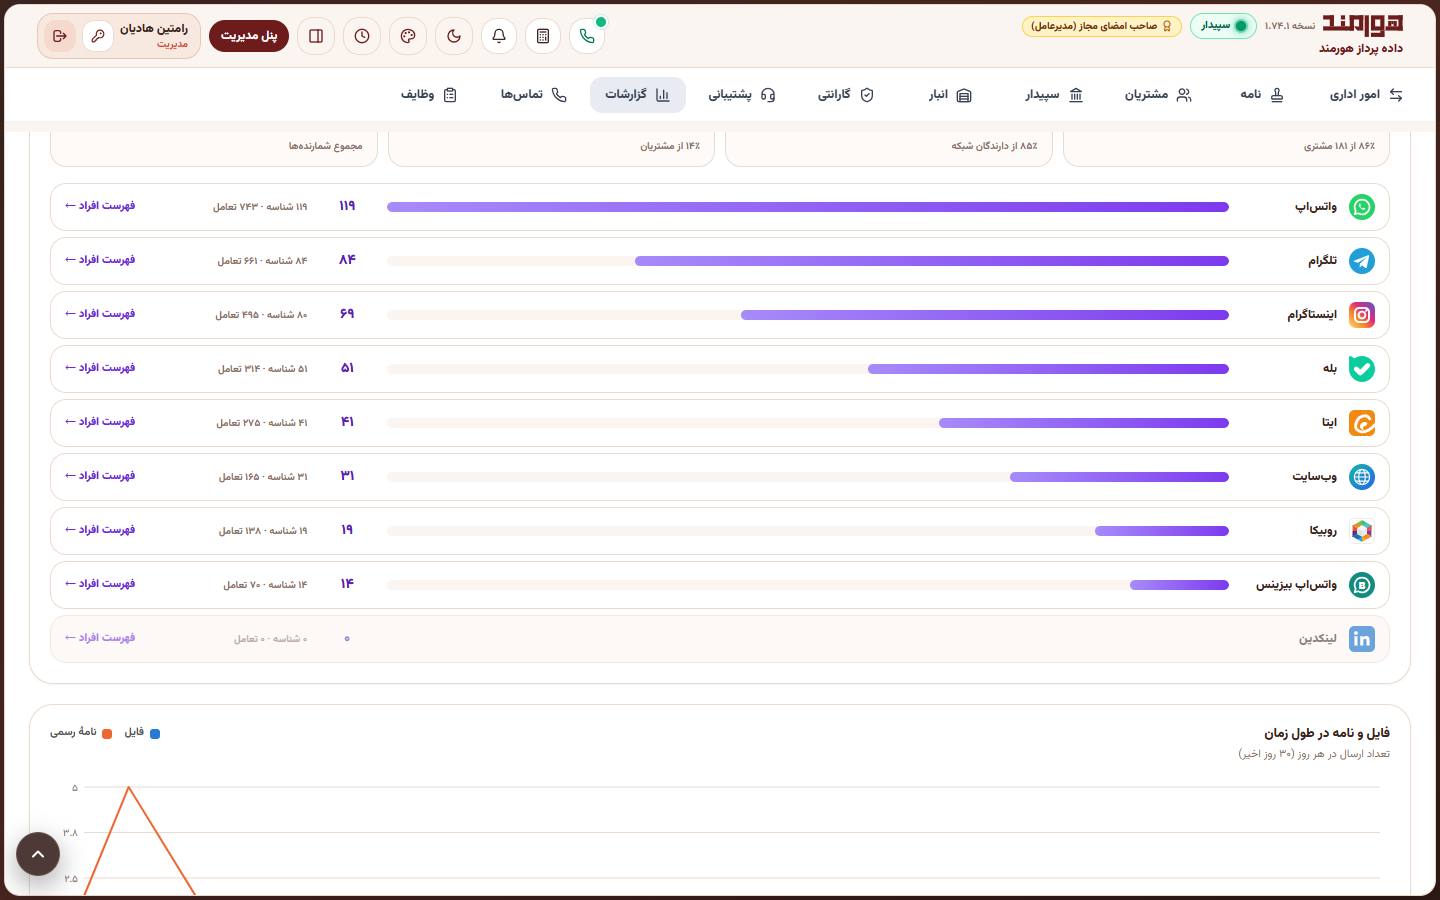 هورمند
نسخه ۱.۷۴.۱
سپیدار
صاحب امضای مجاز (مدیرعامل)
داده پرداز هورمند
پنل مدیریت
رامتین هادیان
مدیریت
امور اداری
نامه
مشتریان
سپیدار
انبار
گارانتی
پشتیبانی
گزارشات
تماس‌ها
وظایف
۸۶٪ از ۱۸۱ مشتری
۸۵٪ از دارندگان شبکه
۱۴٪ از مشتریان
مجموع شمارنده‌ها
واتس‌اپ ۱۱۹ ۱۱۹ شناسه · ۷۴۳ تعامل فهرست افراد ←
تلگرام ۸۴ ۸۴ شناسه · ۶۶۱ تعامل فهرست افراد ←
اینستاگرام ۶۹ ۸۰ شناسه · ۴۹۵ تعامل فهرست افراد ←
بله ۵۱ ۵۱ شناسه · ۳۱۴ تعامل فهرست افراد ←
ایتا ۴۱ ۴۱ شناسه · ۲۷۵ تعامل فهرست افراد ←
وب‌سایت ۳۱ ۳۱ شناسه · ۱۶۵ تعامل فهرست افراد ←
روبیکا ۱۹ ۱۹ شناسه · ۱۳۸ تعامل فهرست افراد ←
واتس‌اپ بیزینس ۱۴ ۱۴ شناسه · ۷۰ تعامل فهرست افراد ←
لینکدین ۰ ۰ شناسه · ۰ تعامل فهرست افراد ←
فایل و نامه در طول زمان
تعداد ارسال در هر روز (۳۰ روز اخیر)
فایل
نامهٔ رسمی
۵
۳.۸
۲.۵